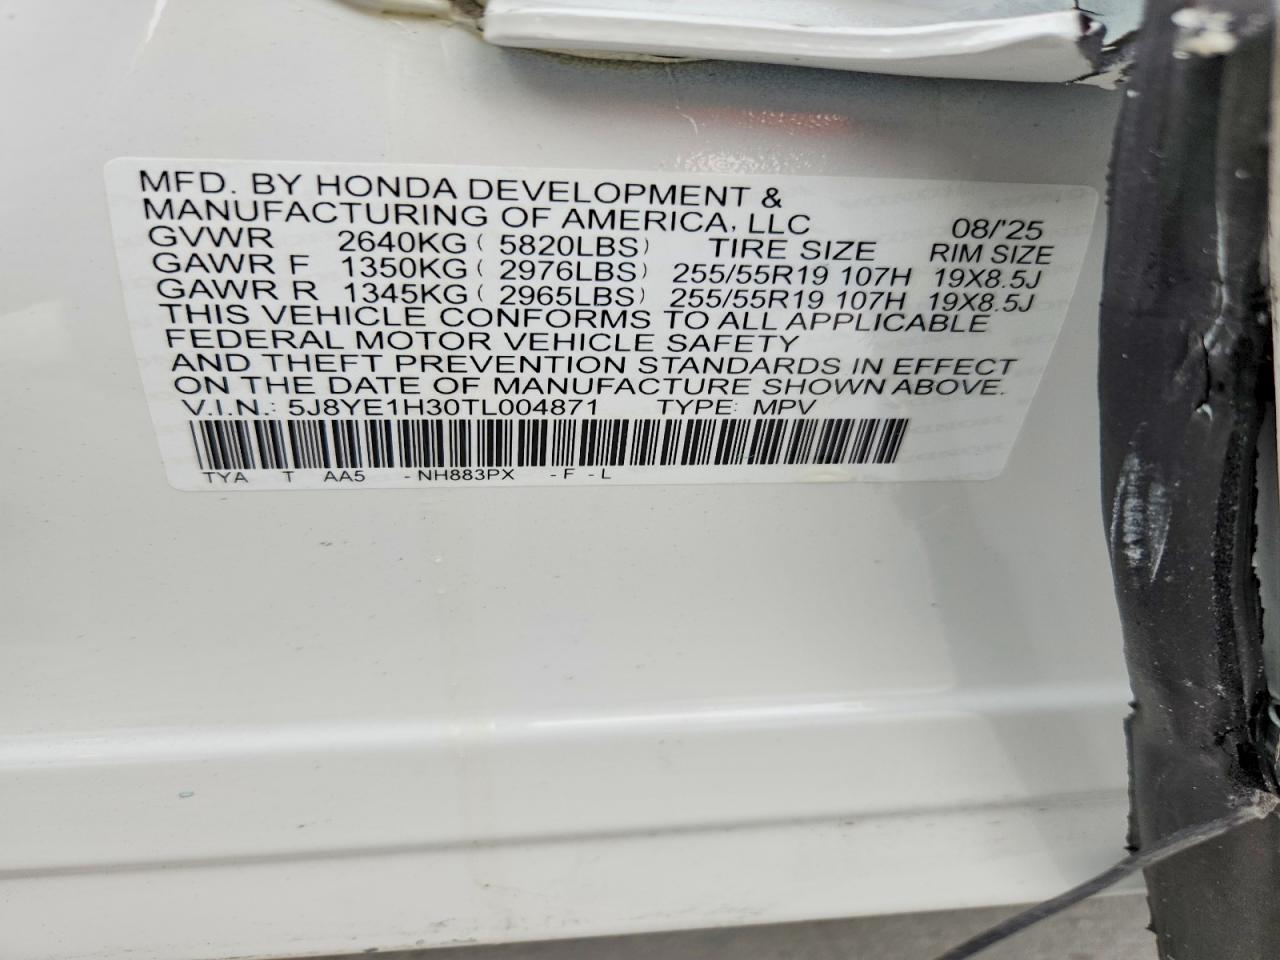 MFD. BY HONDA DEVELOPMENT &
MANUFACTURING OF AMERICA, LLC 08/'25
GVWR 2640KG ( 5820LBS) TIRE SIZE RIM SIZE
GAWR F 1350KG ( 2976LBS) 255/55R19 107H 19X8.5J
GAWR R 1345KG ( 2965LBS) 255/55R19 107H 19X8.5J
THIS VEHICLE CONFORMS TO ALL APPLICABLE
FEDERAL MOTOR VEHICLE SAFETY
AND THEFT PREVENTION STANDARDS IN EFFECT
ON THE DATE OF MANUFACTURE SHOWN ABOVE.
V.I.N.: 5J8YE1H30TL004871 TYPE: MPV
TYA T AA5 - NH883PX - F - L